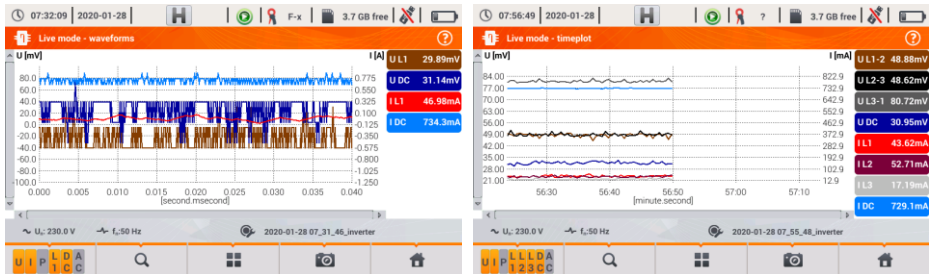 07:32:09 2020-01-28 H F-x 3.7 GB free
Live mode - waveforms ?
U [mV] I [A]
80.0 0.775
60.0 0.550
40.0 0.325
20.0 0.100
0.0 -0.125
-20.0 -0.350
-40.0 -0.575
-60.0 -0.800
-80.0 -1.025
-100.0 -1.250
0.000 0.005 0.010 0.015 0.020 0.025 0.030 0.035 0.040
[second.msecond]
U L1 29.89mV
U DC 31.14mV
I L1 46.98mA
I DC 734.3mA
Uₙ: 230.0 V fₙ:50 Hz 2020-01-28 07_31_46_inverter
U I P L 1 D C A C
07:56:49 2020-01-28 H ? 3.7 GB free
Live mode - timeplot ?
U [mV] I [mA]
84.00 822.9
77.00 732.9
70.00 642.9
63.00 552.9
56.00 462.9
49.00 372.9
42.00 282.9
35.00 192.9
28.00 102.9
21.00 12.9
56:30 56:40 56:50 57:00 57:10
[minute.second]
U L1-2 48.88mV
U L2-3 48.62mV
U L3-1 80.72mV
U DC 30.95mV
I L1 43.62mA
I L2 52.71mA
I L3 17.19mA
I DC 729.1mA
Uₙ: 230.0 V fₙ:50 Hz 2020-01-28 07_55_48_inverter
U I P L 1 L 2 L 3 D C A C